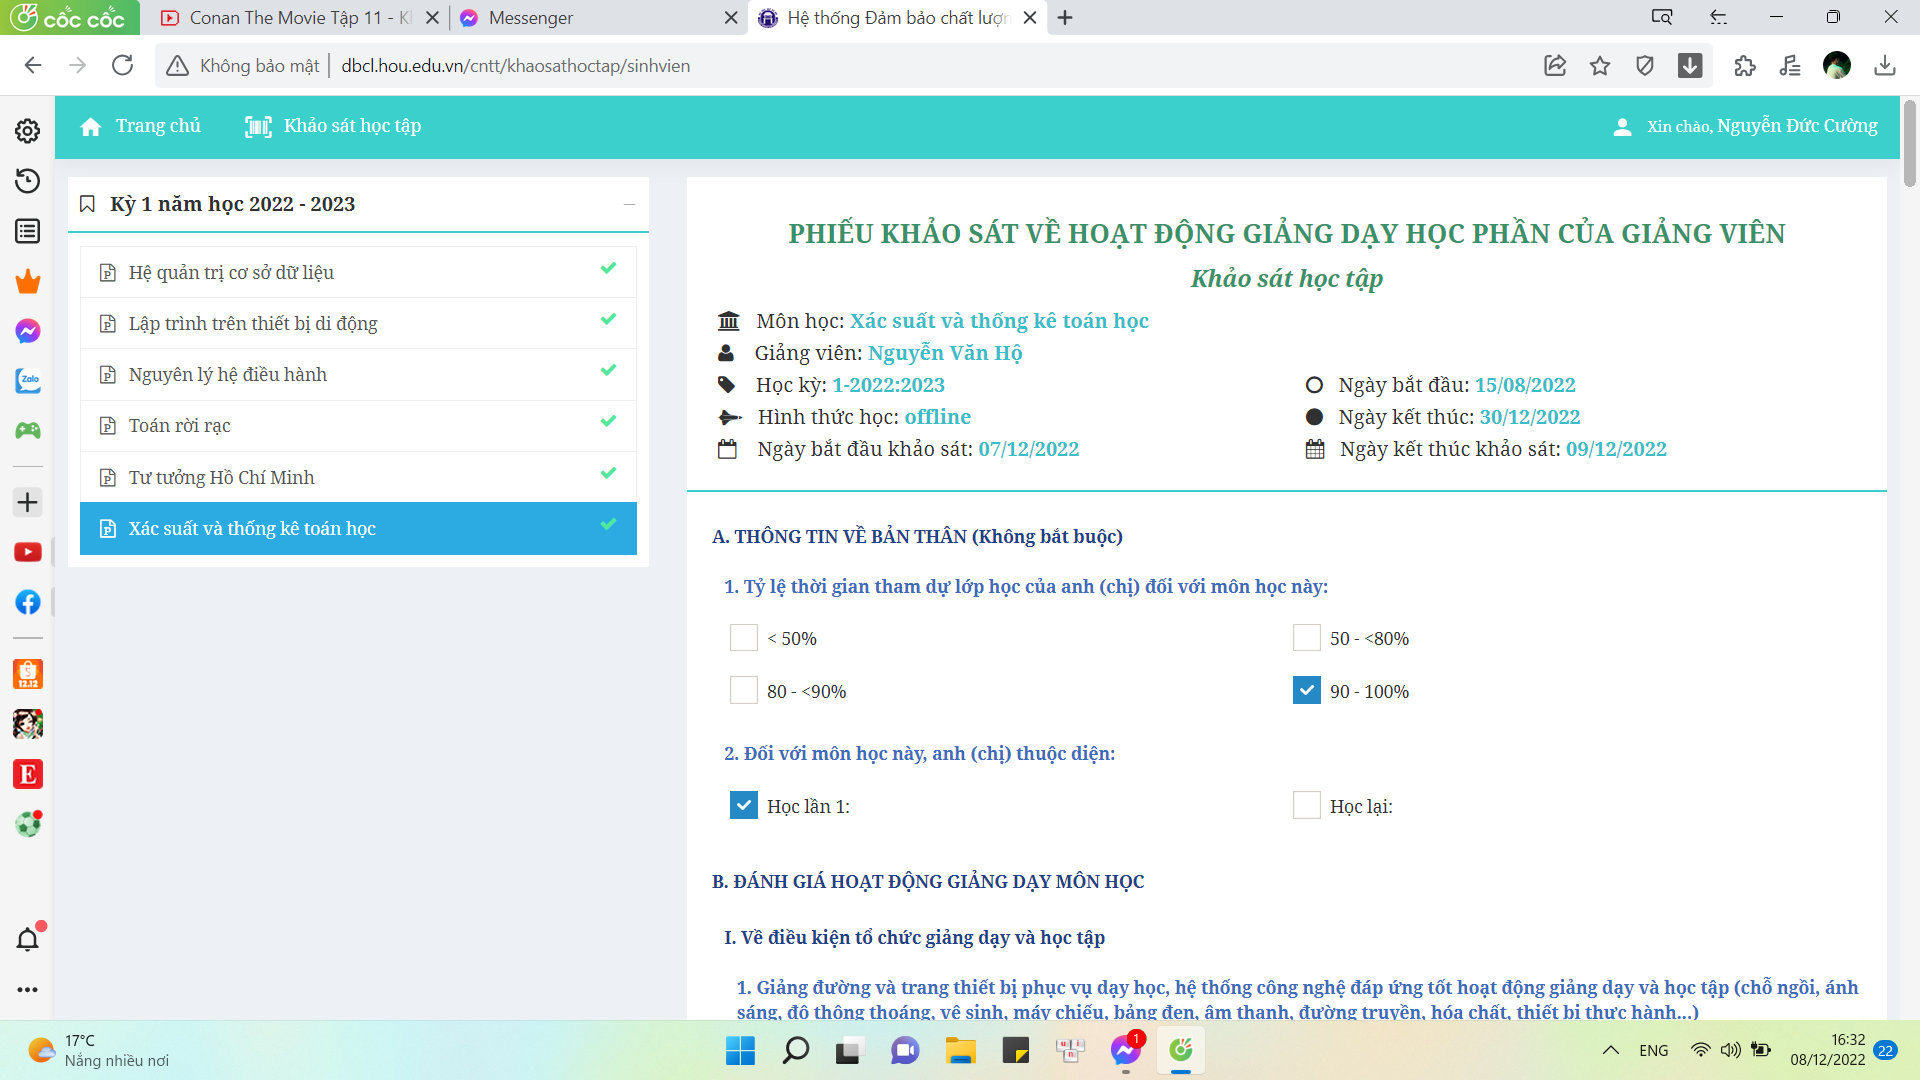 cốc cốc
Conan The Movie Tập 11 - K
Messenger
Hệ thống Đảm bảo chất lượn
Không bảo mật
dbcl.hou.edu.vn/cntt/khaosathoctap/sinhvien
Trang chủ
Khảo sát học tập
Xin chào, Nguyễn Đức Cường
Kỳ 1 năm học 2022 - 2023
Hệ quản trị cơ sở dữ liệu
Lập trình trên thiết bị di động
Nguyên lý hệ điều hành
Toán rời rạc
Tư tưởng Hồ Chí Minh
Xác suất và thống kê toán học
PHIẾU KHẢO SÁT VỀ HOẠT ĐỘNG GIẢNG DẠY HỌC PHẦN CỦA GIẢNG VIÊN
Khảo sát học tập
Môn học: Xác suất và thống kê toán học
Giảng viên: Nguyễn Văn Hộ
Học kỳ: 1-2022:2023
Ngày bắt đầu: 15/08/2022
Hình thức học: offline
Ngày kết thúc: 30/12/2022
Ngày bắt đầu khảo sát: 07/12/2022
Ngày kết thúc khảo sát: 09/12/2022
A. THÔNG TIN VỀ BẢN THÂN (Không bắt buộc)
1. Tỷ lệ thời gian tham dự lớp học của anh (chị) đối với môn học này:
< 50%
50 - <80%
80 - <90%
90 - 100%
2. Đối với môn học này, anh (chị) thuộc diện:
Học lần 1:
Học lại:
B. ĐÁNH GIÁ HOẠT ĐỘNG GIẢNG DẠY MÔN HỌC
I. Về điều kiện tổ chức giảng dạy và học tập
1. Giảng đường và trang thiết bị phục vụ dạy học, hệ thống công nghệ đáp ứng tốt hoạt động giảng dạy và học tập (chỗ ngồi, ánh
sáng, độ thông thoáng, vệ sinh, máy chiếu, bảng đen, âm thanh, đường truyền, hóa chất, thiết bị thực hành...)
Zalo
12.12
E
17°C
Nắng nhiều nơi
1
ENG
16:32
08/12/2022
22